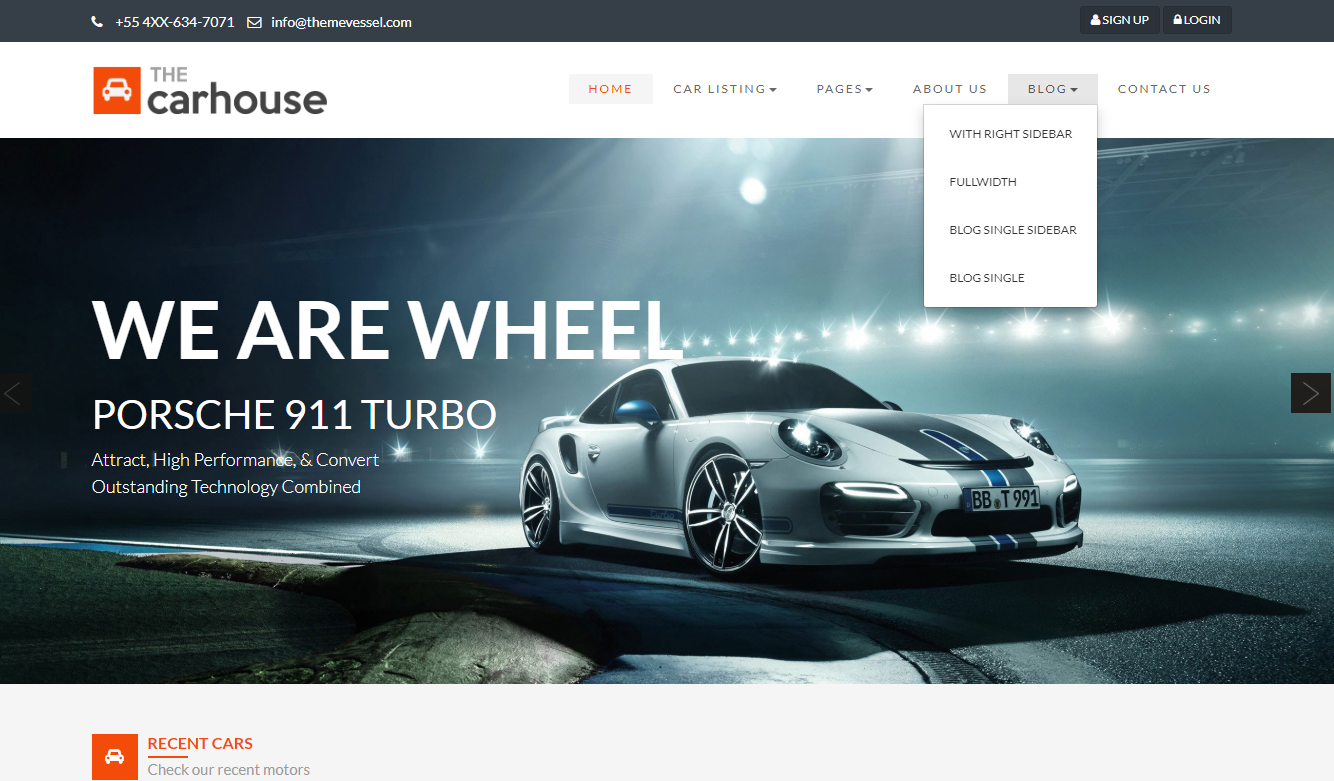 +55 4XX-634-7071 info@themevessel.com SIGN UP LOGIN
THE
carhouse
HOME CAR LISTING PAGES ABOUT US BLOG CONTACT US
WITH RIGHT SIDEBAR
FULLWIDTH
BLOG SINGLE SIDEBAR
BLOG SINGLE
WE ARE WHEEL
PORSCHE 911 TURBO
Attract, High Performance, & Convert
Outstanding Technology Combined
BB T 991
RECENT CARS
Check our recent motors